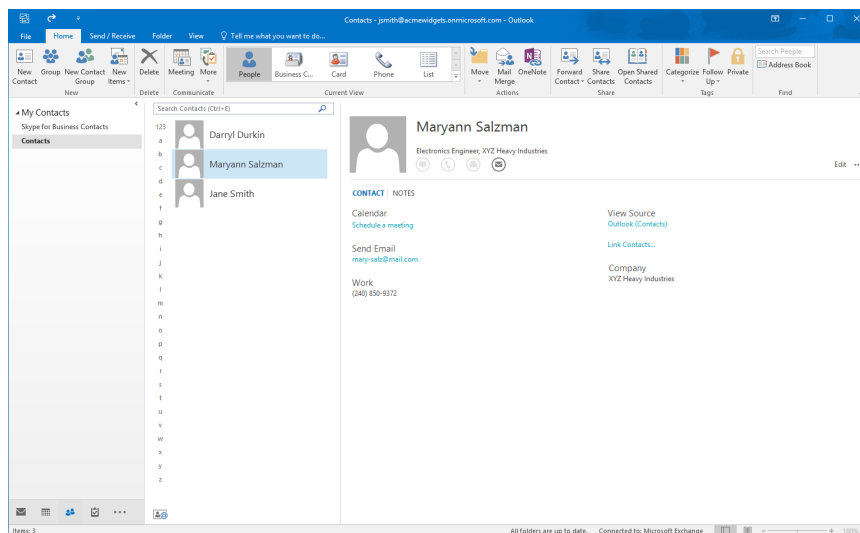 Contacts - jsmith@acmewidgets.onmicrosoft.com - Outlook
File Home Send / Receive Folder View Tell me what you want to do...
New Contact
Group
New Contact Group
New Items
Delete
Meeting
More
People
Business C...
Card
Phone
List
Move
Mail Merge
OneNote
Forward Contact
Share Contacts
Open Shared Contacts
Categorize
Follow Up
Private
Search People
Address Book
New Delete Communicate Current View Actions Share Tags Find
My Contacts
Skype for Business Contacts
Contacts
Search Contacts (Ctrl+E)
123
a
b
c
d
e
f
g
h
i
j
k
l
m
n
o
p
q
r
s
t
u
v
w
x
y
z
Darryl Durkin
Maryann Salzman
Jane Smith
Maryann Salzman
Electronics Engineer, XYZ Heavy Industries
Edit
CONTACT NOTES
Calendar
Schedule a meeting
Send Email
mary-salz@mail.com
Work
(240) 850-9372
View Source
Outlook (Contacts)
Link Contacts...
Company
XYZ Heavy Industries
Items: 3
All folders are up to date. Connected to: Microsoft Exchange
100%